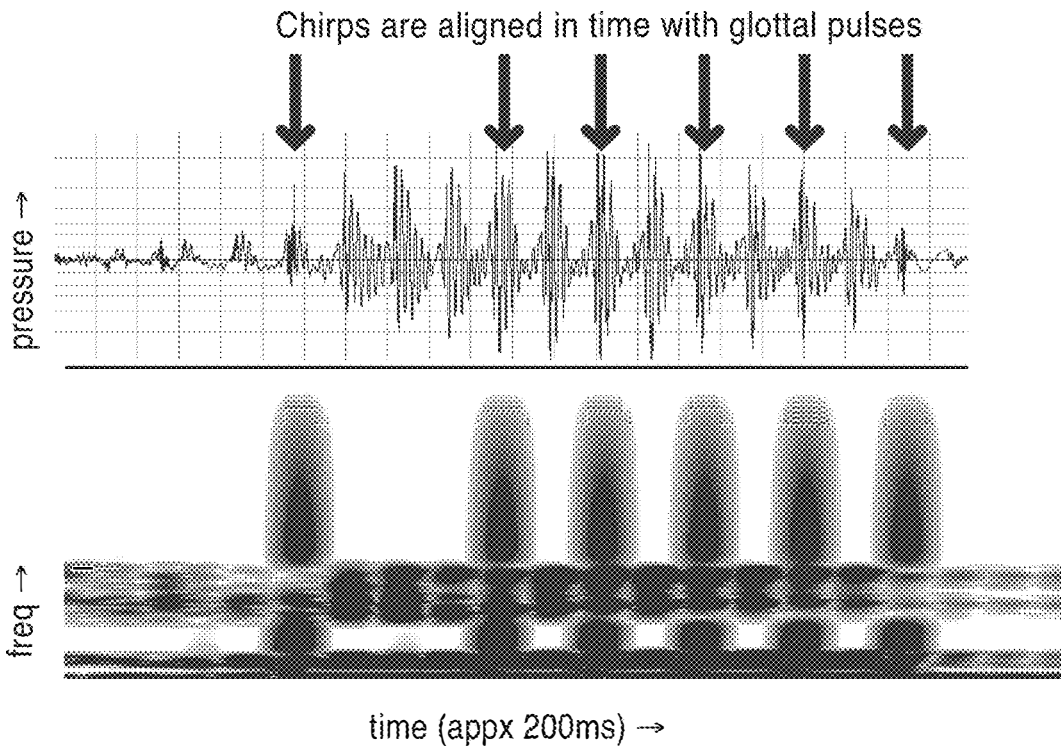 Chirps are aligned in time with glottal pulses
pressure →
freq →
time (appx 200ms) →